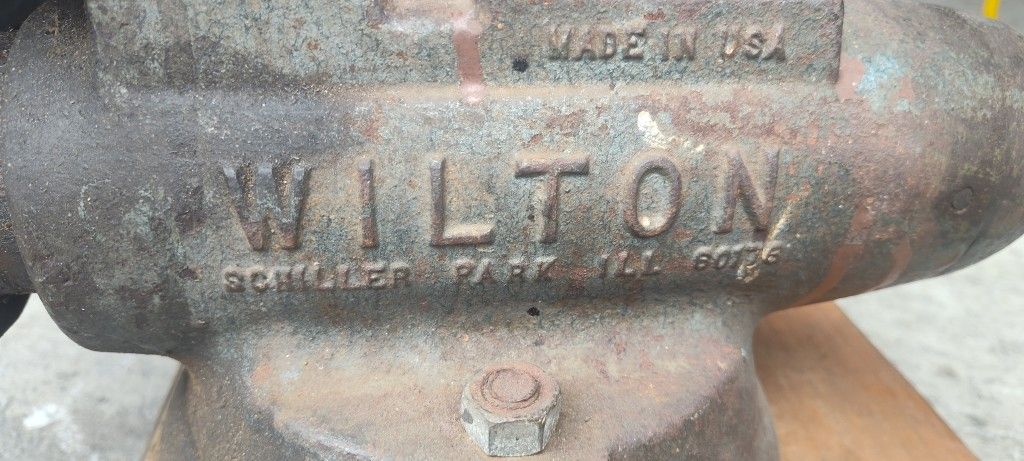 MADE IN USA
WILTON
SCHILLER PARK ILL 60176